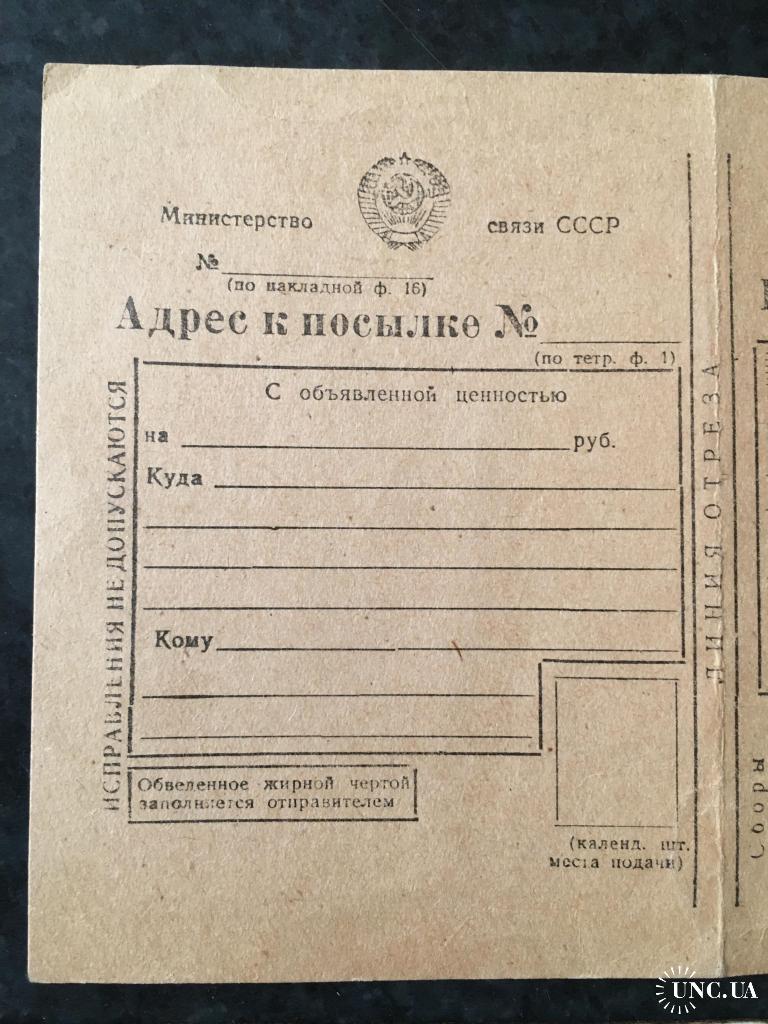 Министерство связи СССР
№
(по накладной ф. 16)
Адрес к посылке №
(по тетр. ф. 1)
ИСПРАВЛЕНИЯ НЕ ДОПУСКАЮТСЯ
С объявленной ценностью
на руб.
Куда
Кому
Обведенное жирной чертой
заполняется отправителем
(календ. шт.
места подачи)
ЛИНИЯ ОТРЕЗА
UNC.UA